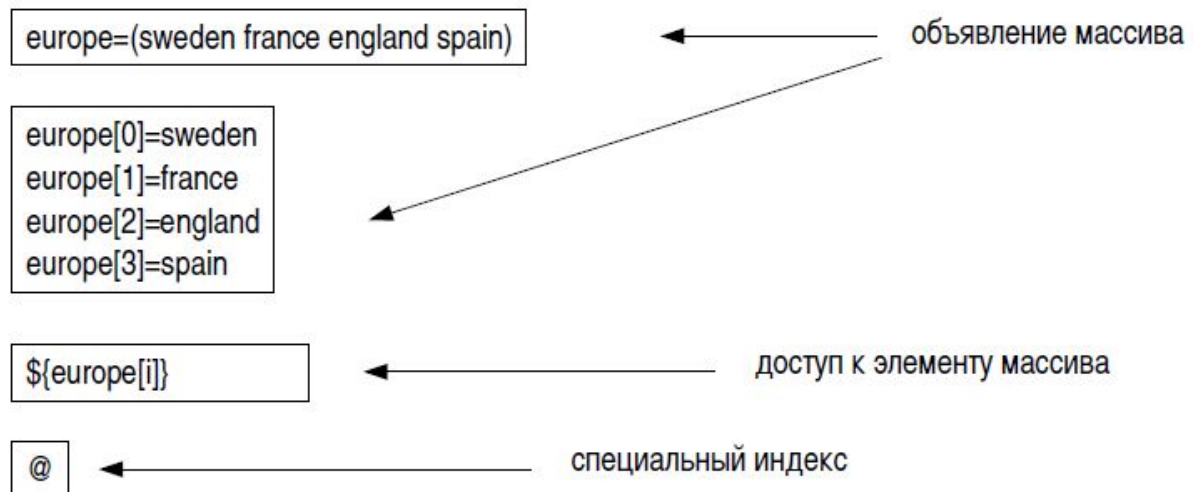 europe=(sweden france england spain)
объявление массива
europe[0]=sweden
europe[1]=france
europe[2]=england
europe[3]=spain
${europe[i]}
доступ к элементу массива
@
специальный индекс